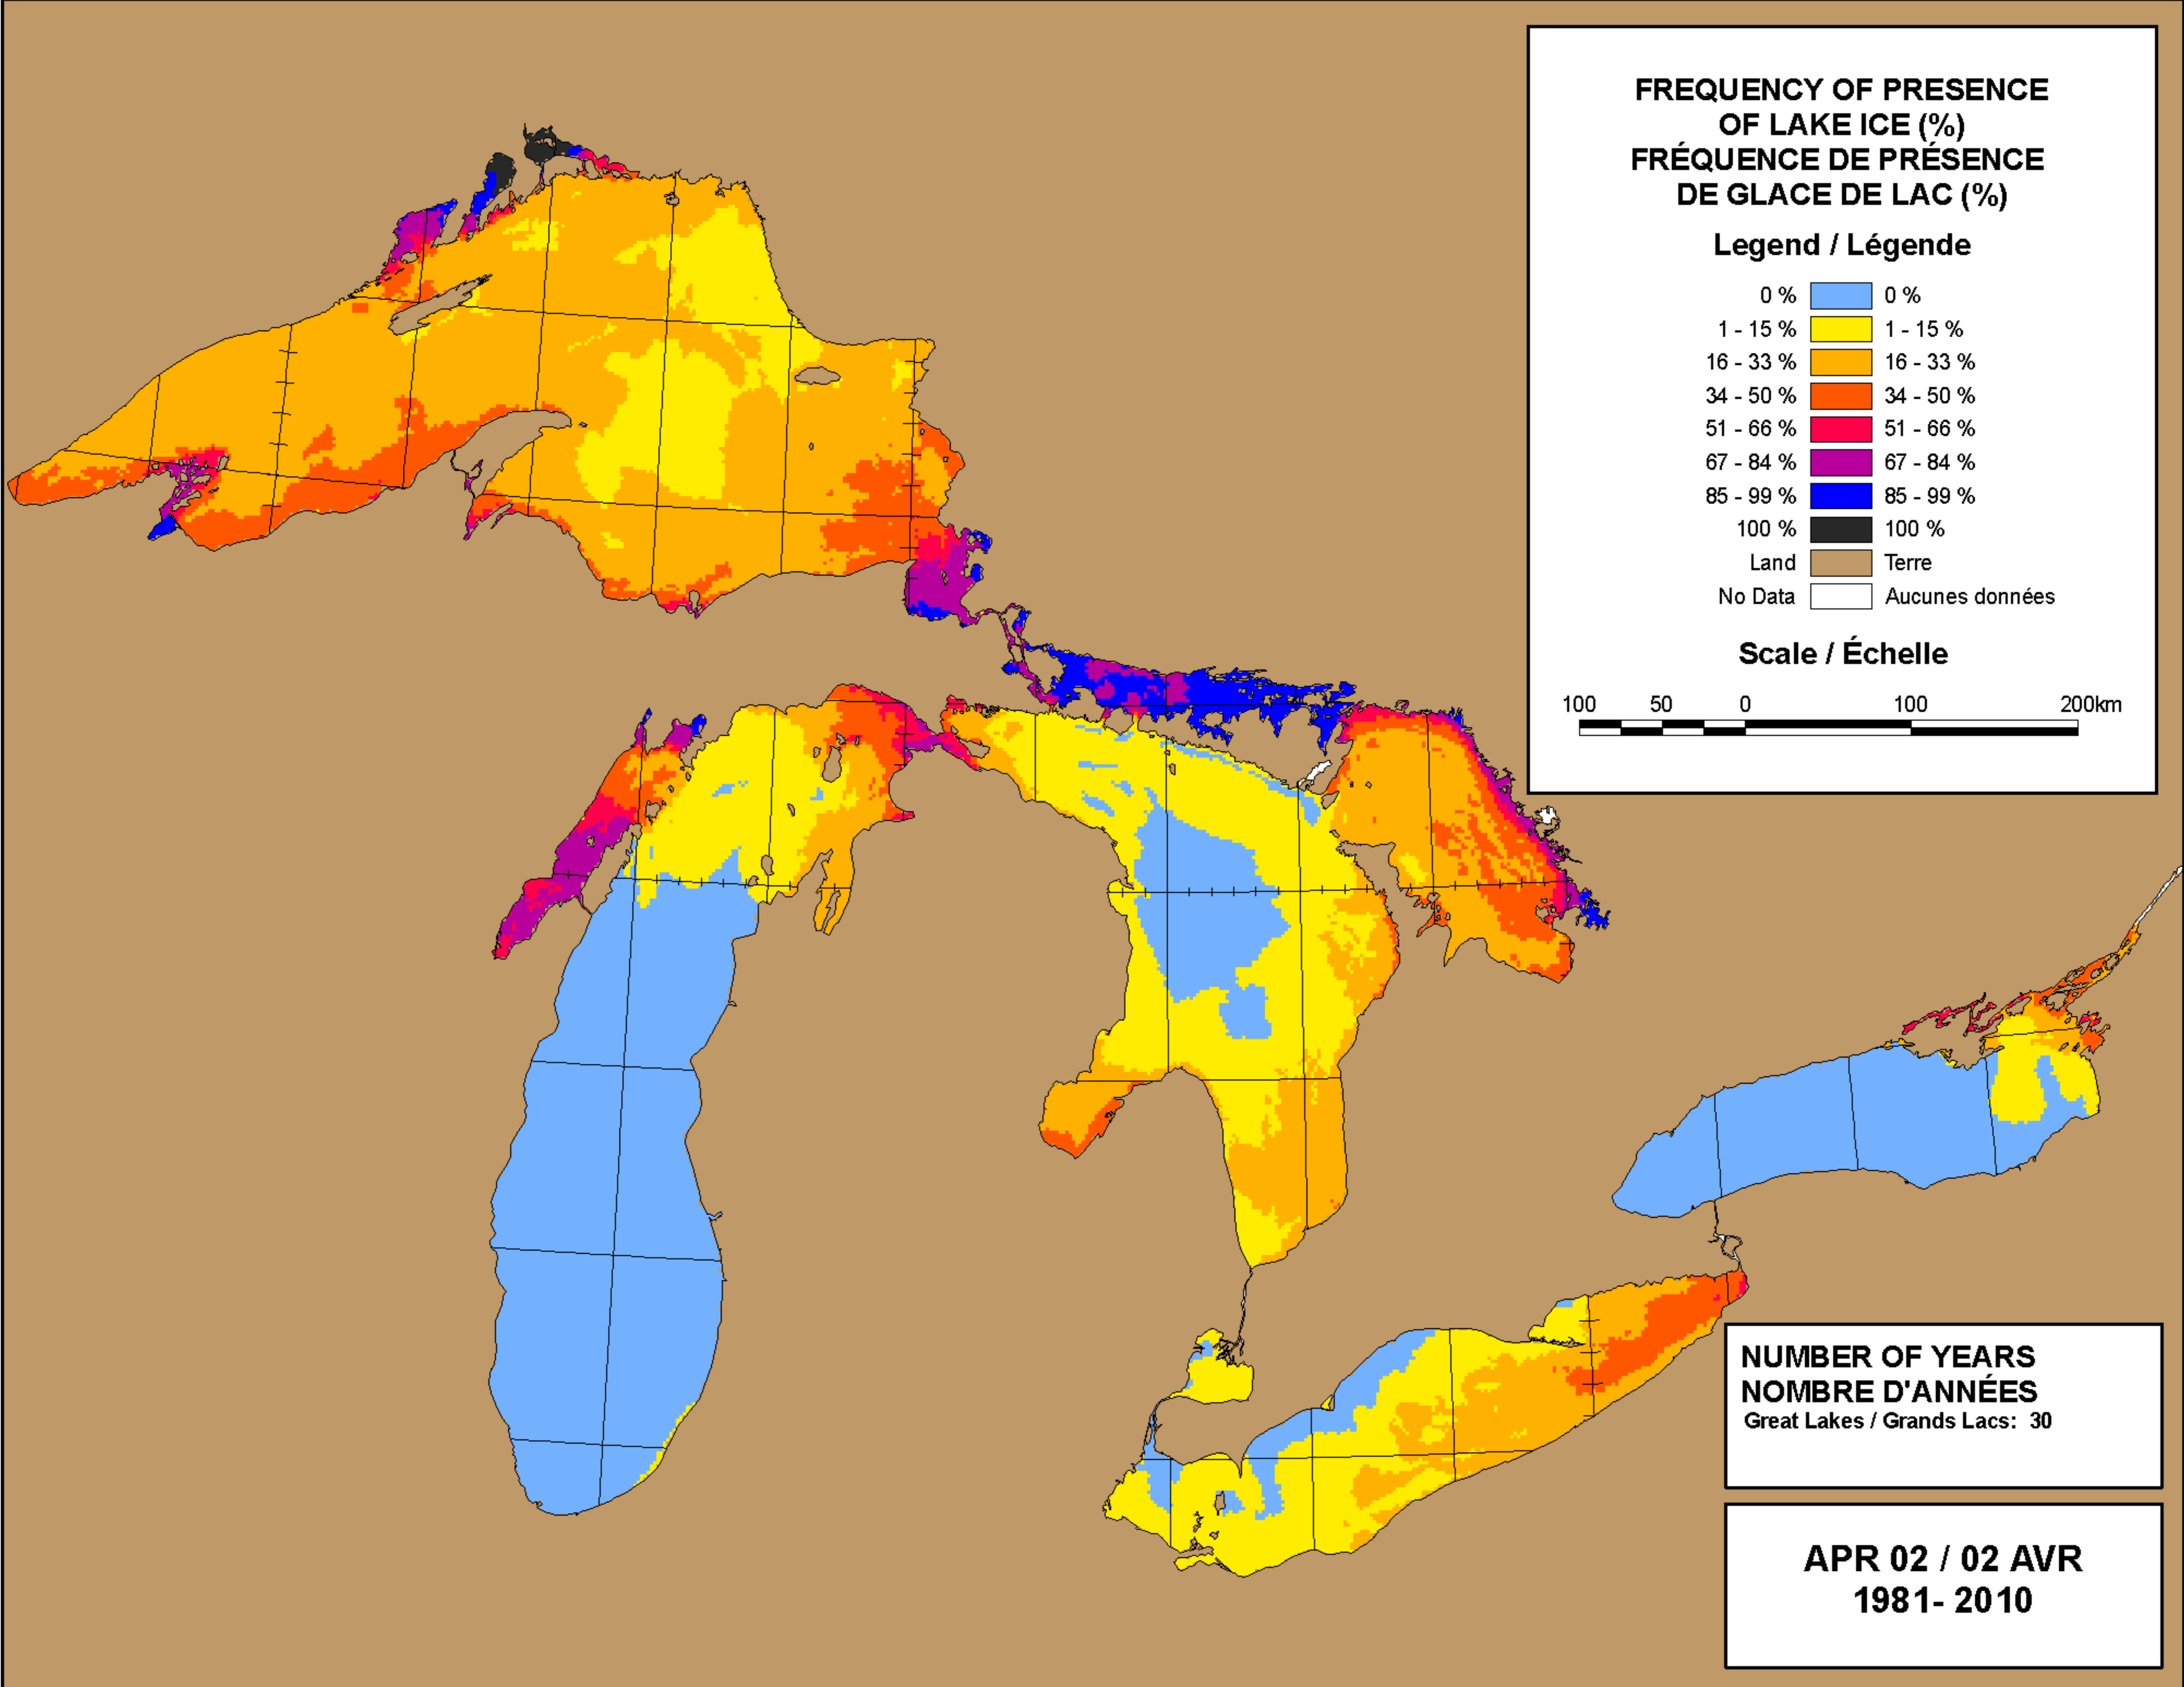 FREQUENCY OF PRESENCE
OF LAKE ICE (%)
FRÉQUENCE DE PRÉSENCE
DE GLACE DE LAC (%)
Legend / Légende
0 % 0 %
1 - 15 % 1 - 15 %
16 - 33 % 16 - 33 %
34 - 50 % 34 - 50 %
51 - 66 % 51 - 66 %
67 - 84 % 67 - 84 %
85 - 99 % 85 - 99 %
100 % 100 %
Land Terre
No Data Aucunes données
Scale / Échelle
100 50 0 100 200km
NUMBER OF YEARS
NOMBRE D'ANNÉES
Great Lakes / Grands Lacs: 30
APR 02 / 02 AVR
1981- 2010